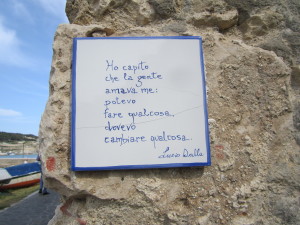 Ho capito
che la gente
amava me:
potevo
fare qualcosa,
dovevo
cambiare qualcosa...
Lucio Dalla